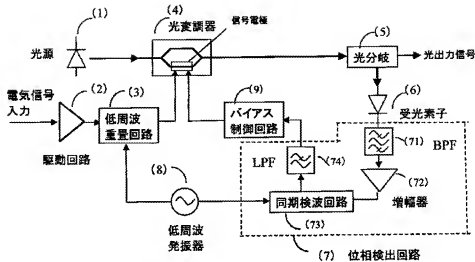 (1)
光源
(4)
光変調器
信号電極
(5)
光分岐
光出力信号
電気信号
入力
(2)
駆動回路
(3)
低周波
重畳回路
(9)
バイアス
制御回路
(6)
受光素子
(71)
BPF
LPF
(74)
(72)
増幅器
(8)
低周波
発振器
同期検波回路
(73)
(7) 位相検出回路